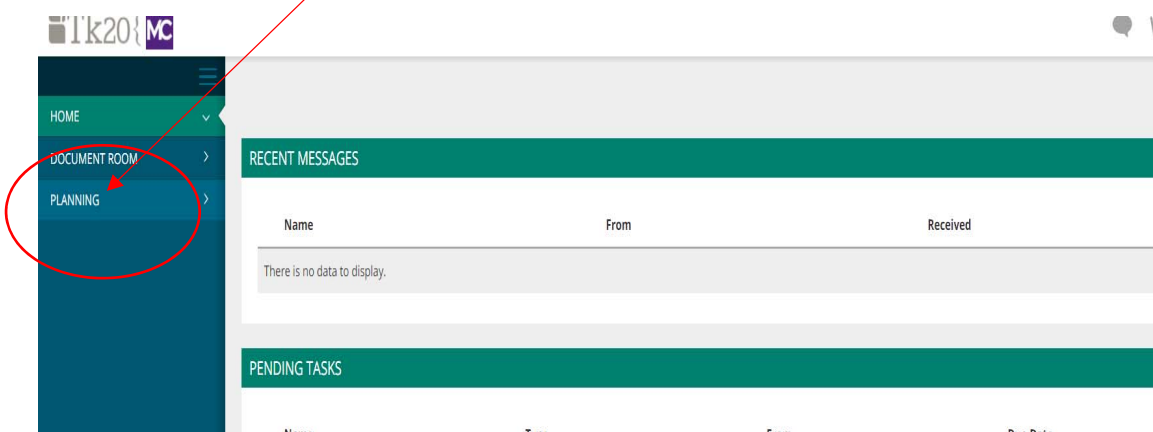 Tk20{ MC
HOME
DOCUMENT ROOM
PLANNING
RECENT MESSAGES
Name From Received
There is no data to display.
PENDING TASKS